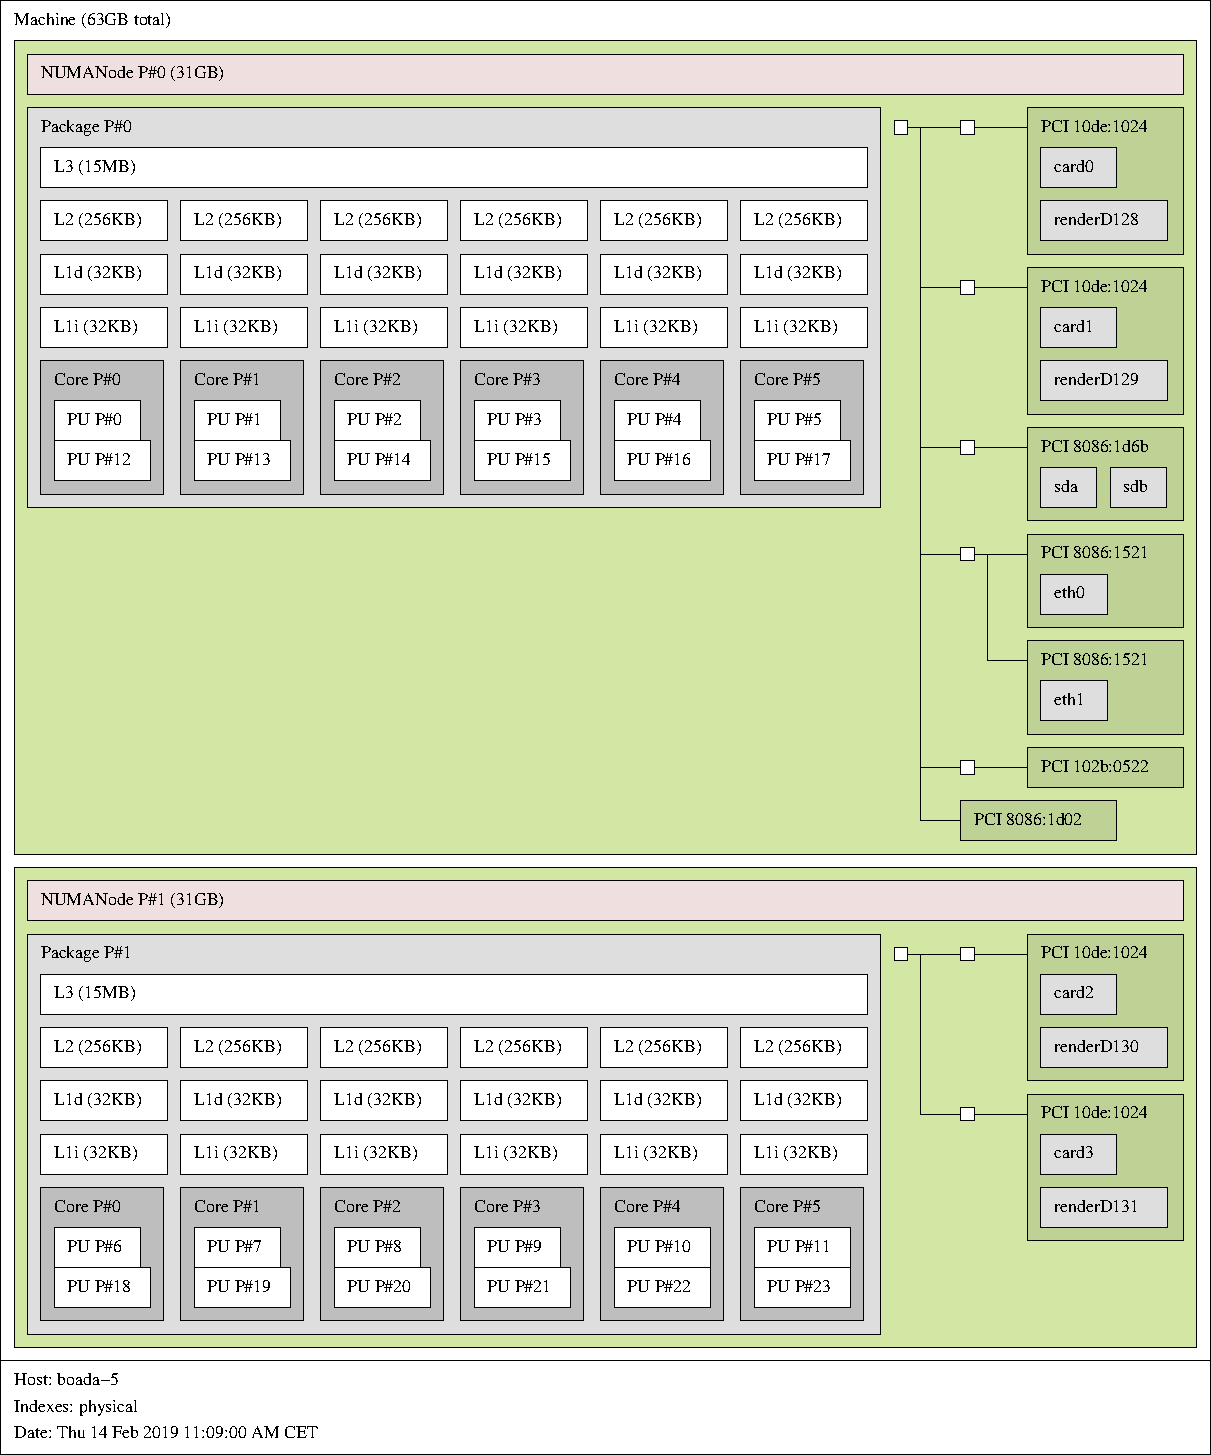 Machine (63GB total)
NUMANode P#0 (31GB)
Package P#0
L3 (15MB)
L2 (256KB) L2 (256KB) L2 (256KB) L2 (256KB) L2 (256KB) L2 (256KB)
L1d (32KB) L1d (32KB) L1d (32KB) L1d (32KB) L1d (32KB) L1d (32KB)
L1i (32KB) L1i (32KB) L1i (32KB) L1i (32KB) L1i (32KB) L1i (32KB)
Core P#0 Core P#1 Core P#2 Core P#3 Core P#4 Core P#5
PU P#0 PU P#1 PU P#2 PU P#3 PU P#4 PU P#5
PU P#12 PU P#13 PU P#14 PU P#15 PU P#16 PU P#17
PCI 10de:1024
card0
renderD128
PCI 10de:1024
card1
renderD129
PCI 8086:1d6b
sda sdb
PCI 8086:1521
eth0
PCI 8086:1521
eth1
PCI 102b:0522
PCI 8086:1d02
NUMANode P#1 (31GB)
Package P#1
L3 (15MB)
L2 (256KB) L2 (256KB) L2 (256KB) L2 (256KB) L2 (256KB) L2 (256KB)
L1d (32KB) L1d (32KB) L1d (32KB) L1d (32KB) L1d (32KB) L1d (32KB)
L1i (32KB) L1i (32KB) L1i (32KB) L1i (32KB) L1i (32KB) L1i (32KB)
Core P#0 Core P#1 Core P#2 Core P#3 Core P#4 Core P#5
PU P#6 PU P#7 PU P#8 PU P#9 PU P#10 PU P#11
PU P#18 PU P#19 PU P#20 PU P#21 PU P#22 PU P#23
PCI 10de:1024
card2
renderD130
PCI 10de:1024
card3
renderD131
Host: boada−5
Indexes: physical
Date: Thu 14 Feb 2019 11:09:00 AM CET